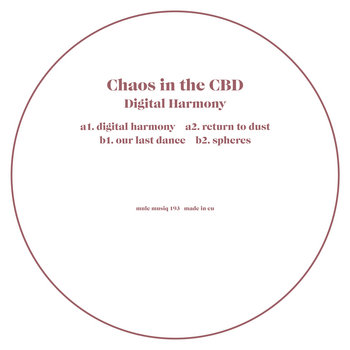 Chaos in the CBD
Digital Harmony
a1. digital harmony a2. return to dust
b1. our last dance b2. spheres
mule musiq 193 made in eu